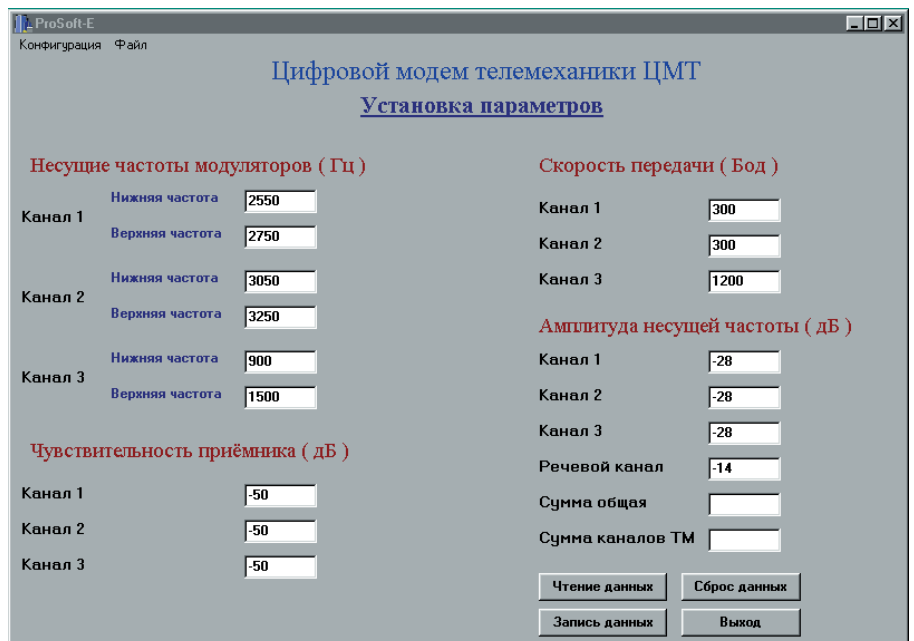 ProSoft-E
Конфигурация Файл
Цифровой модем телемеханики ЦМТ
Установка параметров
Несущие частоты модуляторов ( Гц )
Канал 1
Нижняя частота 2550
Верхняя частота 2750
Канал 2
Нижняя частота 3050
Верхняя частота 3250
Канал 3
Нижняя частота 900
Верхняя частота 1500
Чувствительность приёмника ( дБ )
Канал 1 -50
Канал 2 -50
Канал 3 -50
Скорость передачи ( Бод )
Канал 1 300
Канал 2 300
Канал 3 1200
Амплитуда несущей частоты ( дБ )
Канал 1 -28
Канал 2 -28
Канал 3 -28
Речевой канал -14
Сумма общая
Сумма каналов ТМ
Чтение данных Сброс данных
Запись данных Выход